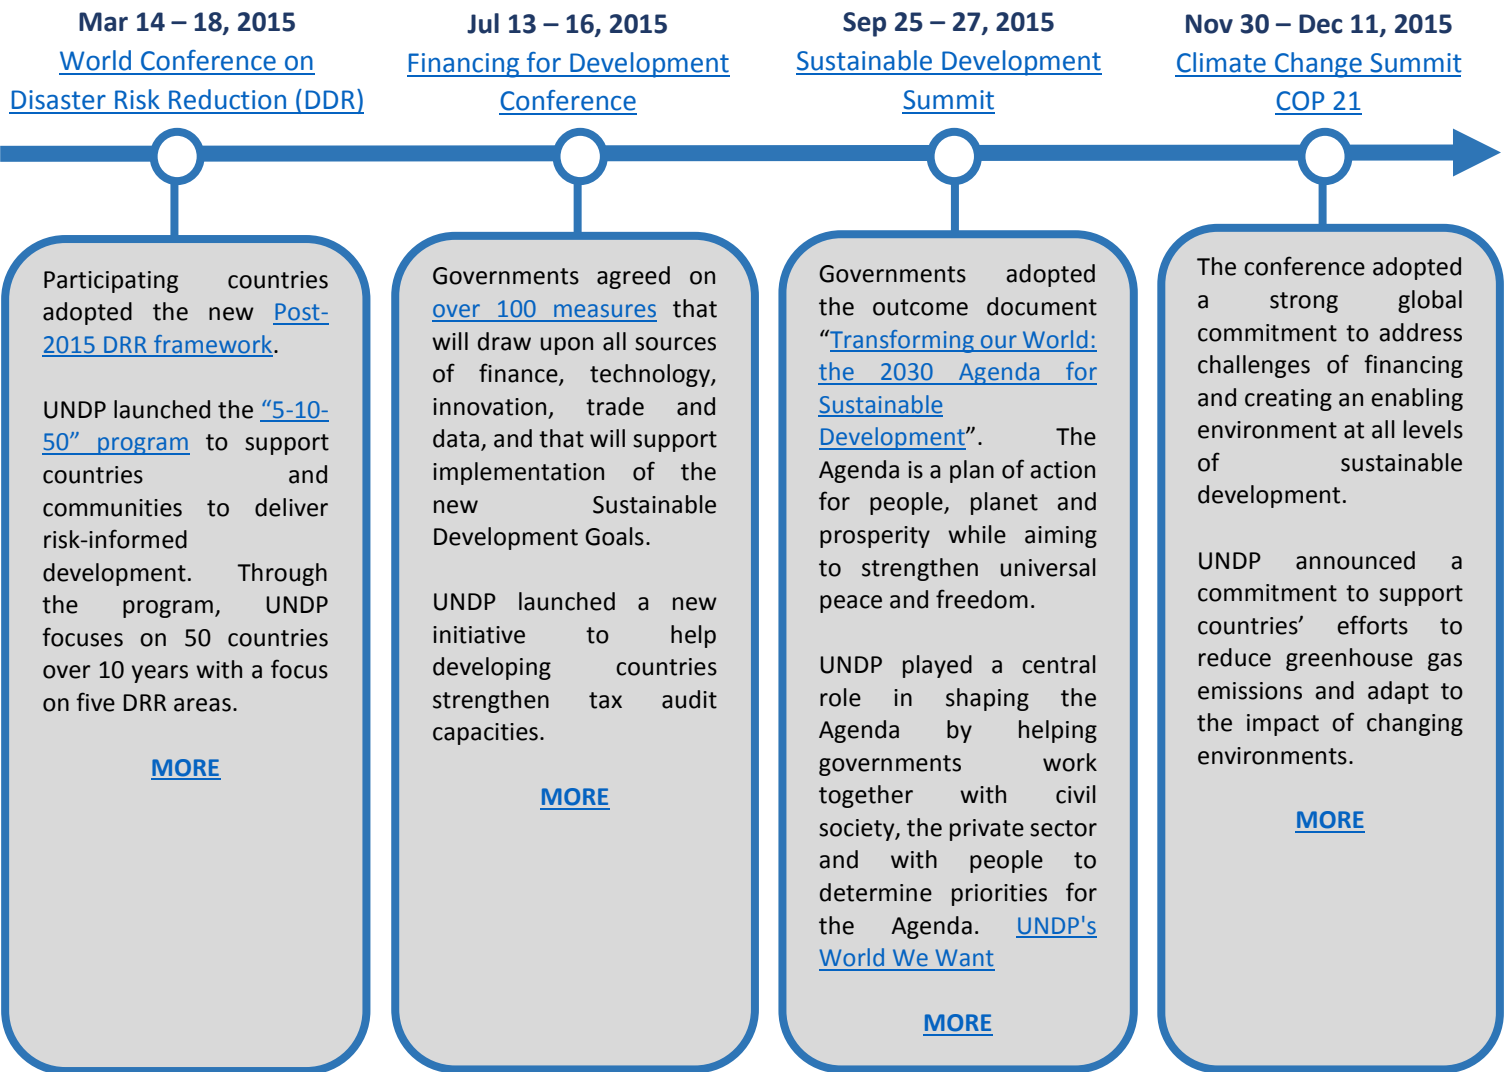 Mar 14 – 18, 2015
World Conference on
Disaster Risk Reduction (DDR)
Jul 13 – 16, 2015
Financing for Development
Conference
Sep 25 – 27, 2015
Sustainable Development
Summit
Nov 30 – Dec 11, 2015
Climate Change Summit
COP 21
Participating countries
adopted the new Post-
2015 DRR framework.
UNDP launched the “5-10-
50” program to support
countries and
communities to deliver
risk-informed
development. Through
the program, UNDP
focuses on 50 countries
over 10 years with a focus
on five DRR areas.
MORE
Governments agreed on
over 100 measures that
will draw upon all sources
of finance, technology,
innovation, trade and
data, and that will support
implementation of the
new Sustainable
Development Goals.
UNDP launched a new
initiative to help
developing countries
strengthen tax audit
capacities.
MORE
Governments adopted
the outcome document
“Transforming our World:
the 2030 Agenda for
Sustainable
Development”. The
Agenda is a plan of action
for people, planet and
prosperity while aiming
to strengthen universal
peace and freedom.
UNDP played a central
role in shaping the
Agenda by helping
governments work
together with civil
society, the private sector
and with people to
determine priorities for
the Agenda. UNDP's
World We Want
MORE
The conference adopted
a strong global
commitment to address
challenges of financing
and creating an enabling
environment at all levels
of sustainable
development.
UNDP announced a
commitment to support
countries’ efforts to
reduce greenhouse gas
emissions and adapt to
the impact of changing
environments.
MORE